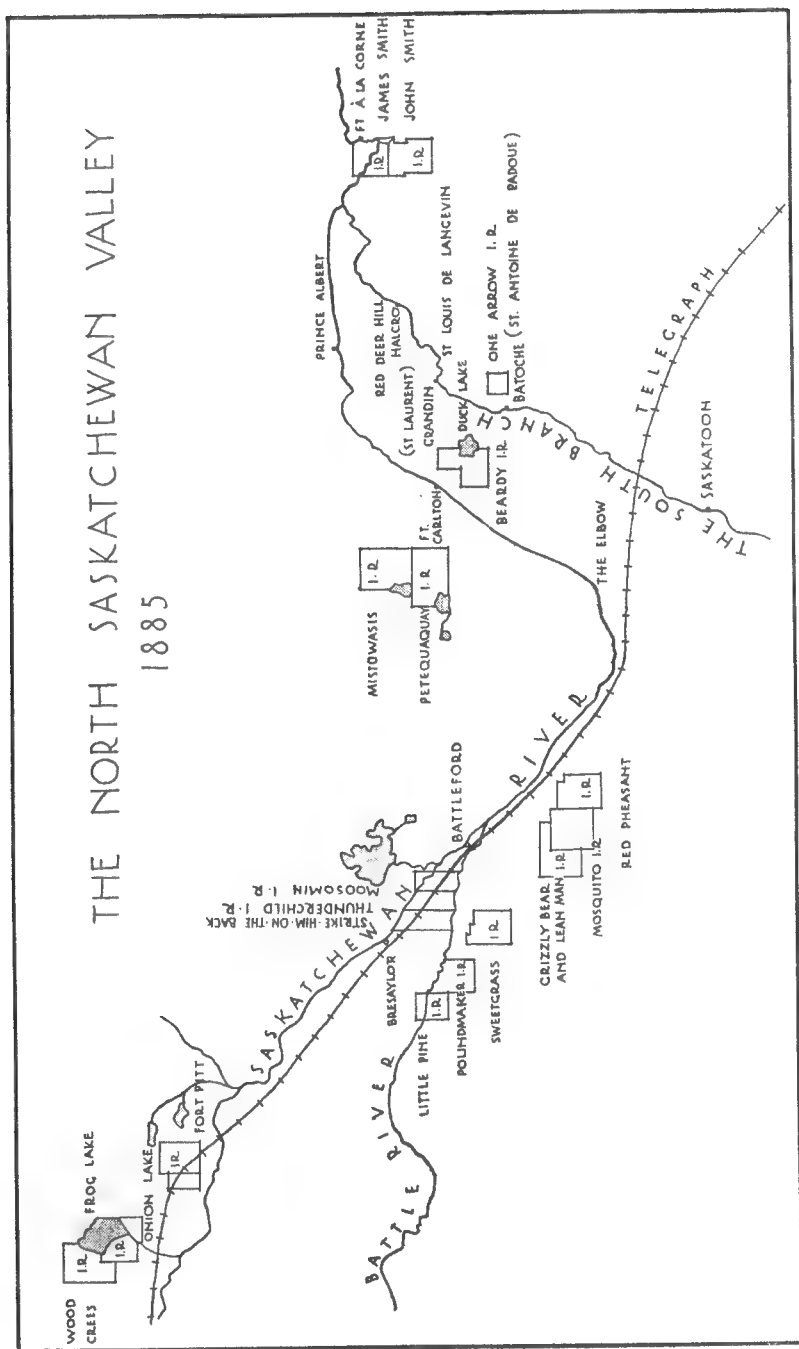 THE NORTH SASKATCHEWAN VALLEY
1885
WOOD
CREES
I.R.
I.R.
FROG LAKE
ONION LAKE
I.R.
FORT PITT
SASKATCHEWAN
RIVER
BATTLE RIVER
STRIKE·HIM·ON·THE·BACK
THUNDERCHILD I·R.
MOOSOMIN I·R.
BRESAYLOR
LITTLE PINE
I.R.
POUNDMAKER I.R.
SWEETGRASS
I.R.
BATTLEFORD
GRIZZLY BEAR
AND LEAN MAN
I.R.
MOSQUITO I.R.
RED PHEASANT
I.R.
MISTOWASIS
I.R.
PETEQUAQUAY
I.R.
FT.
CARLTON
PRINCE ALBERT
RED DEER HILL
HALCRO
(ST LAURENT)
GRANDIN
DUCK LAKE
BEARDY I.R.
ST LOUIS DE LANGEVIN
ONE ARROW I.R.
BATOCHE (ST. ANTOINE DE PADOUE)
FT À LA CORNE
JAMES SMITH
JOHN SMITH
I.R.
I.R.
THE ELBOW
THE SOUTH BRANCH
SASKATOON
TELEGRAPH